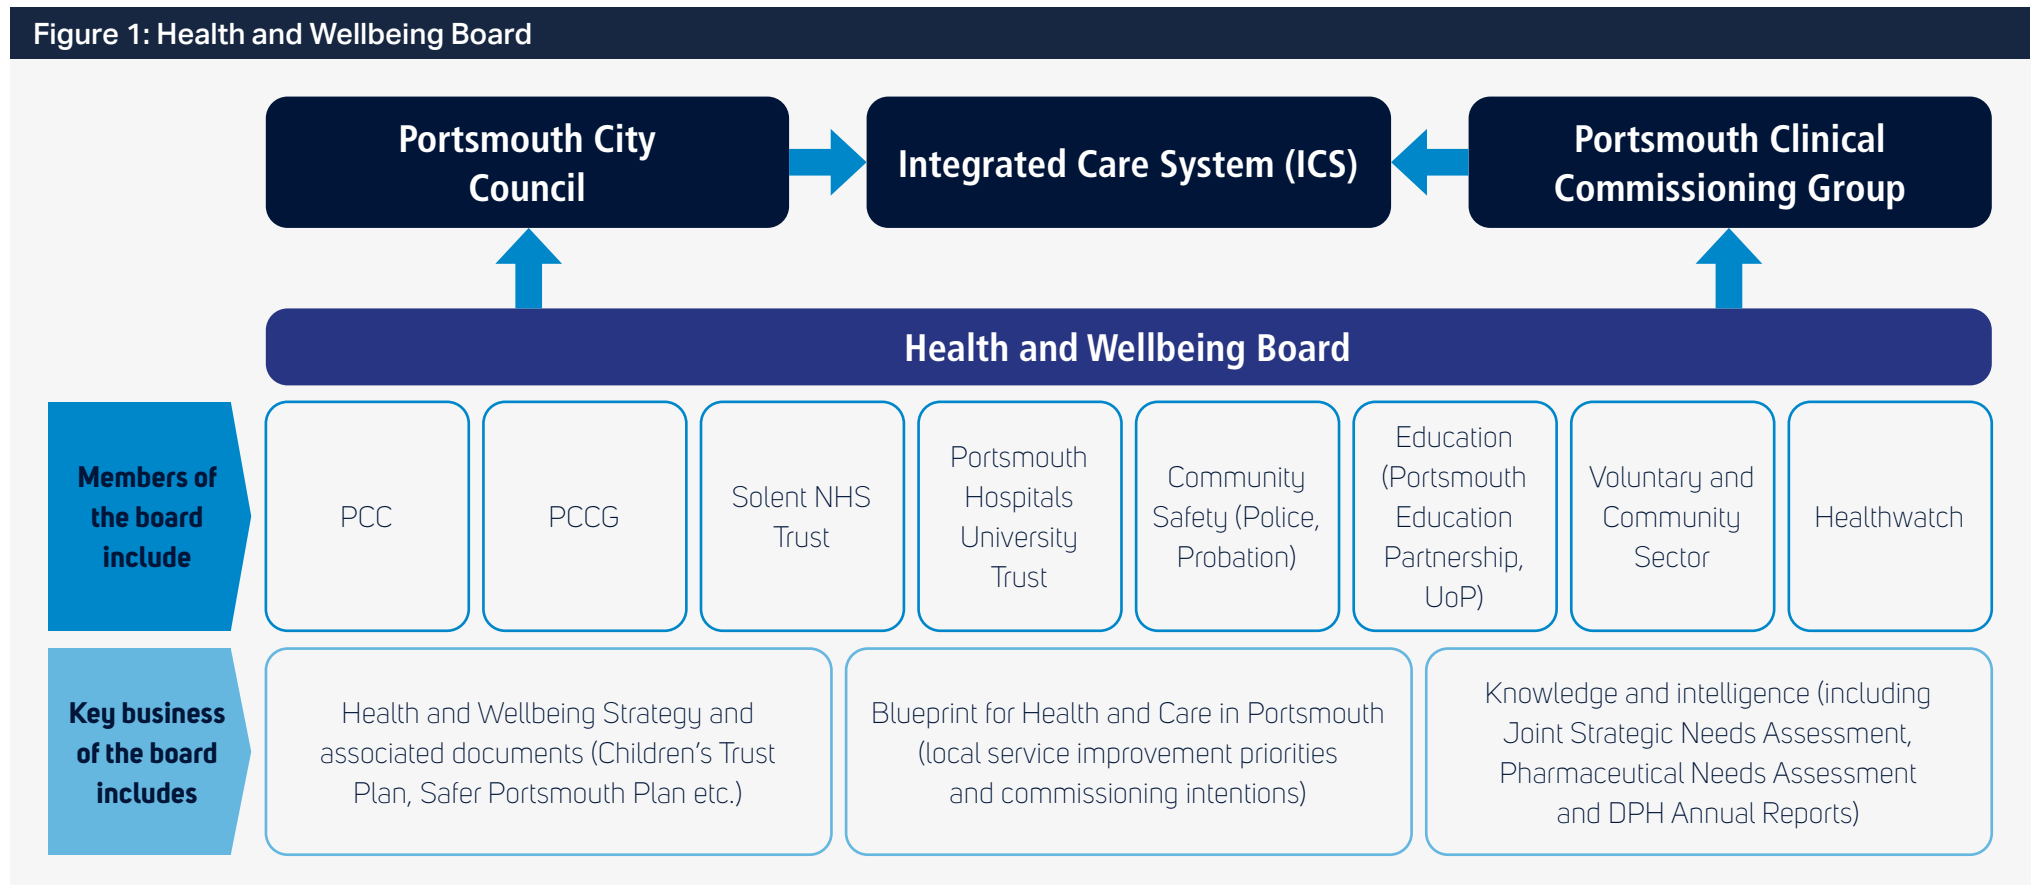 Figure 1: Health and Wellbeing Board
Portsmouth City
Council
Integrated Care System (ICS)
Portsmouth Clinical
Commissioning Group
Health and Wellbeing Board
Members of
the board
include
PCC
PCCG
Solent NHS
Trust
Portsmouth
Hospitals
University
Trust
Community
Safety (Police,
Probation)
Education
(Portsmouth
Education
Partnership,
UoP)
Voluntary and
Community
Sector
Healthwatch
Key business
of the board
includes
Health and Wellbeing Strategy and
associated documents (Children’s Trust
Plan, Safer Portsmouth Plan etc.)
Blueprint for Health and Care in Portsmouth
(local service improvement priorities
and commissioning intentions)
Knowledge and intelligence (including
Joint Strategic Needs Assessment,
Pharmaceutical Needs Assessment
and DPH Annual Reports)